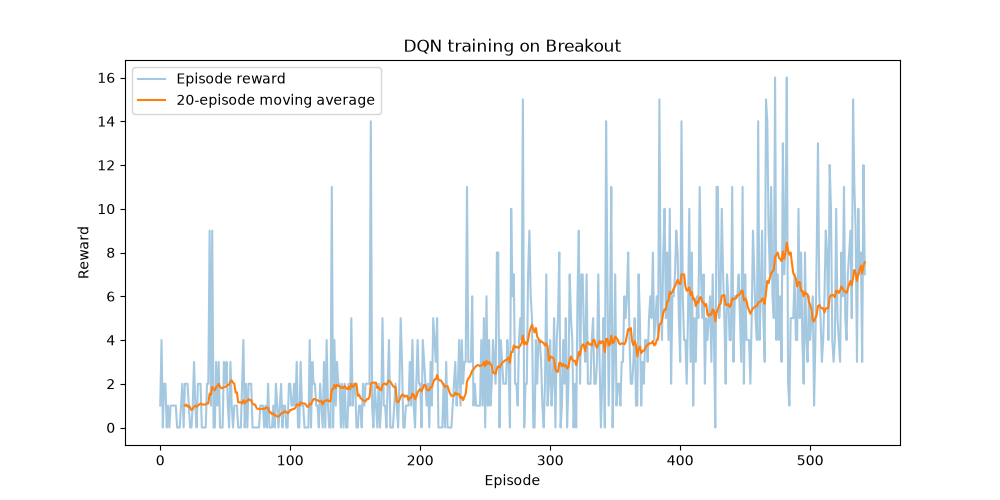 DQN training on Breakout
Episode reward
20-episode moving average
16
14
12
10
8
6
4
2
0
Reward
0 100 200 300 400 500
Episode